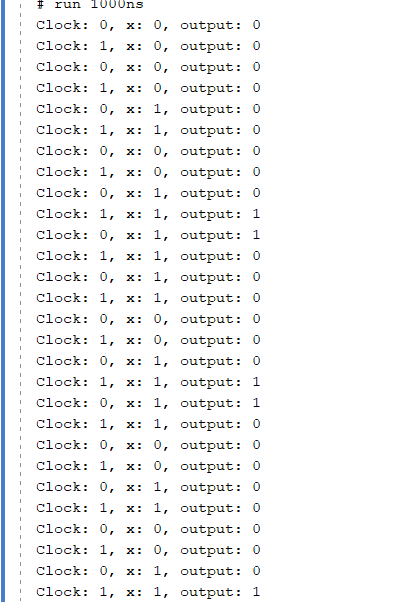 # run 1000ns
Clock: 0, x: 0, output: 0
Clock: 1, x: 0, output: 0
Clock: 0, x: 0, output: 0
Clock: 1, x: 0, output: 0
Clock: 0, x: 1, output: 0
Clock: 1, x: 1, output: 0
Clock: 0, x: 0, output: 0
Clock: 1, x: 0, output: 0
Clock: 0, x: 1, output: 0
Clock: 1, x: 1, output: 1
Clock: 0, x: 1, output: 1
Clock: 1, x: 1, output: 0
Clock: 0, x: 1, output: 0
Clock: 1, x: 1, output: 0
Clock: 0, x: 0, output: 0
Clock: 1, x: 0, output: 0
Clock: 0, x: 1, output: 0
Clock: 1, x: 1, output: 1
Clock: 0, x: 1, output: 1
Clock: 1, x: 1, output: 0
Clock: 0, x: 0, output: 0
Clock: 1, x: 0, output: 0
Clock: 0, x: 1, output: 0
Clock: 1, x: 1, output: 0
Clock: 0, x: 0, output: 0
Clock: 1, x: 0, output: 0
Clock: 0, x: 1, output: 0
Clock: 1, x: 1, output: 1